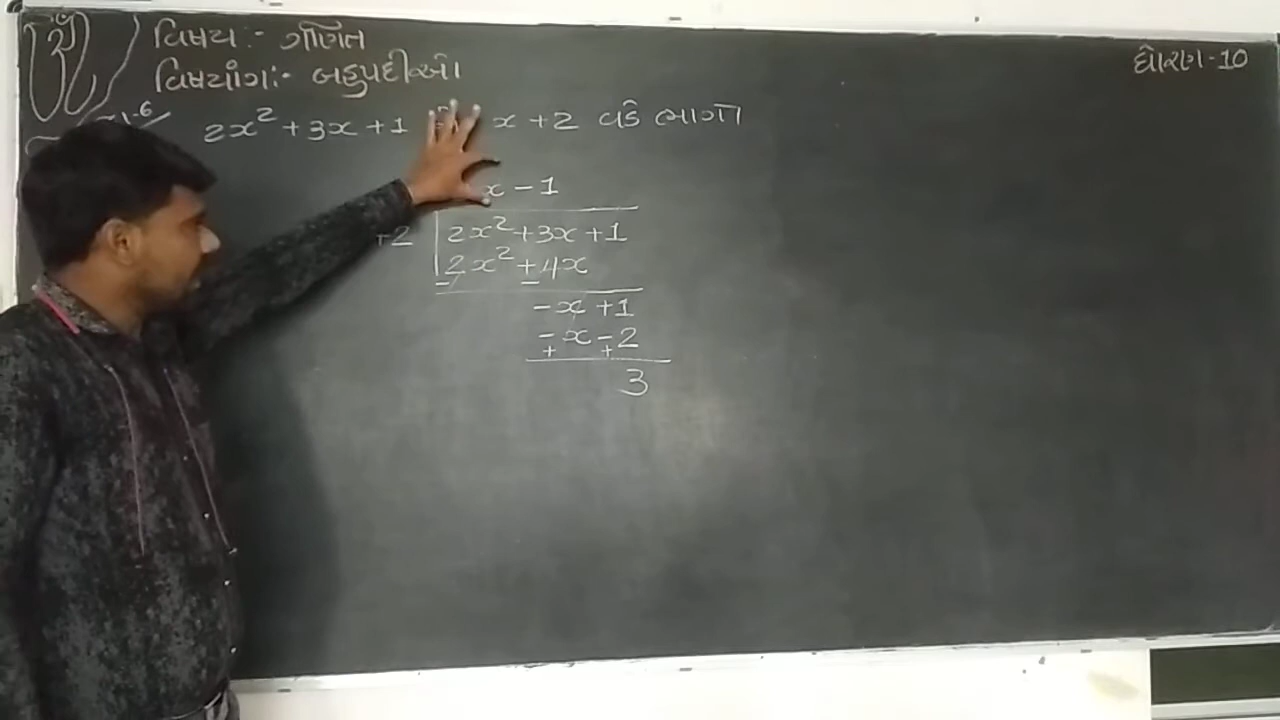 વિષય:- ગણિત
ધોરણ-10
વિષયાંગ:- બહુપદીઓ
2x² + 3x + 1 x + 2 વડે ભાગો
x - 1
+2 2x² + 3x + 1
2x² + 4x
- -
-x + 1
-x - 2
+ +
3